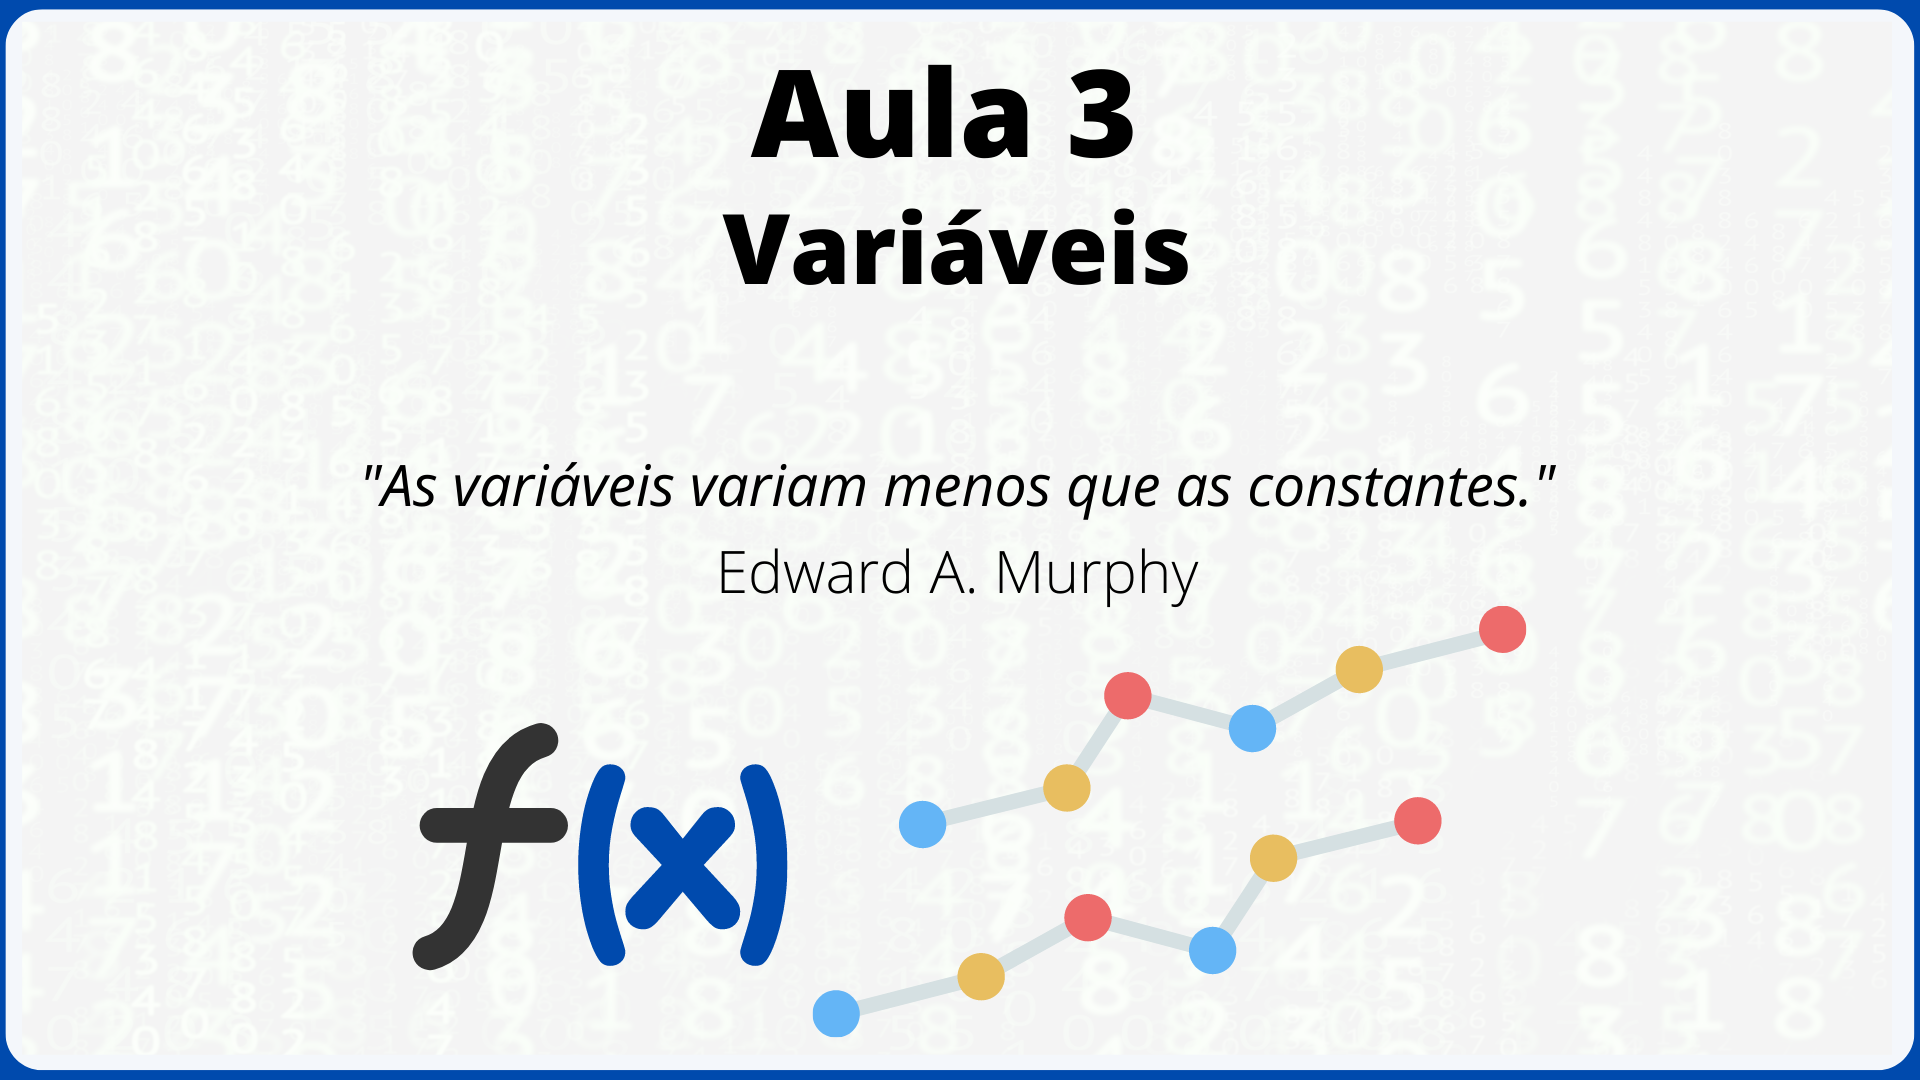 Aula 3
Variáveis
"As variáveis variam menos que as constantes."
Edward A. Murphy
f(x)